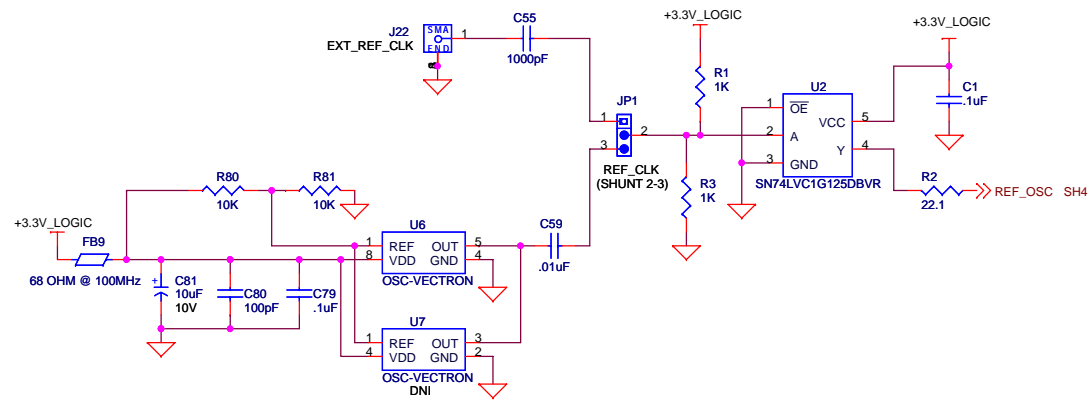 C55
J22
SMA
1
EXT_REF_CLK
END
1000pF
+3.3V_LOGIC
+3.3V_LOGIC
R1
1K
U2
C1
.1uF
JP1
1
2
3
REF_CLK
(SHUNT 2-3)
1
OE
VCC
5
2
A
Y
4
3
GND
SN74LVC1G125DBVR
R3
1K
R2
22.1
REF_OSC SH4
R80
10K
R81
10K
+3.3V_LOGIC
FB9
68 OHM @ 100MHz
U6
1
REF
OUT
5
8
VDD
GND
4
OSC-VECTRON
C59
.01uF
C81
+
10uF
10V
C80
100pF
C79
.1uF
U7
1
REF
OUT
3
4
VDD
GND
2
OSC-VECTRON
DNI